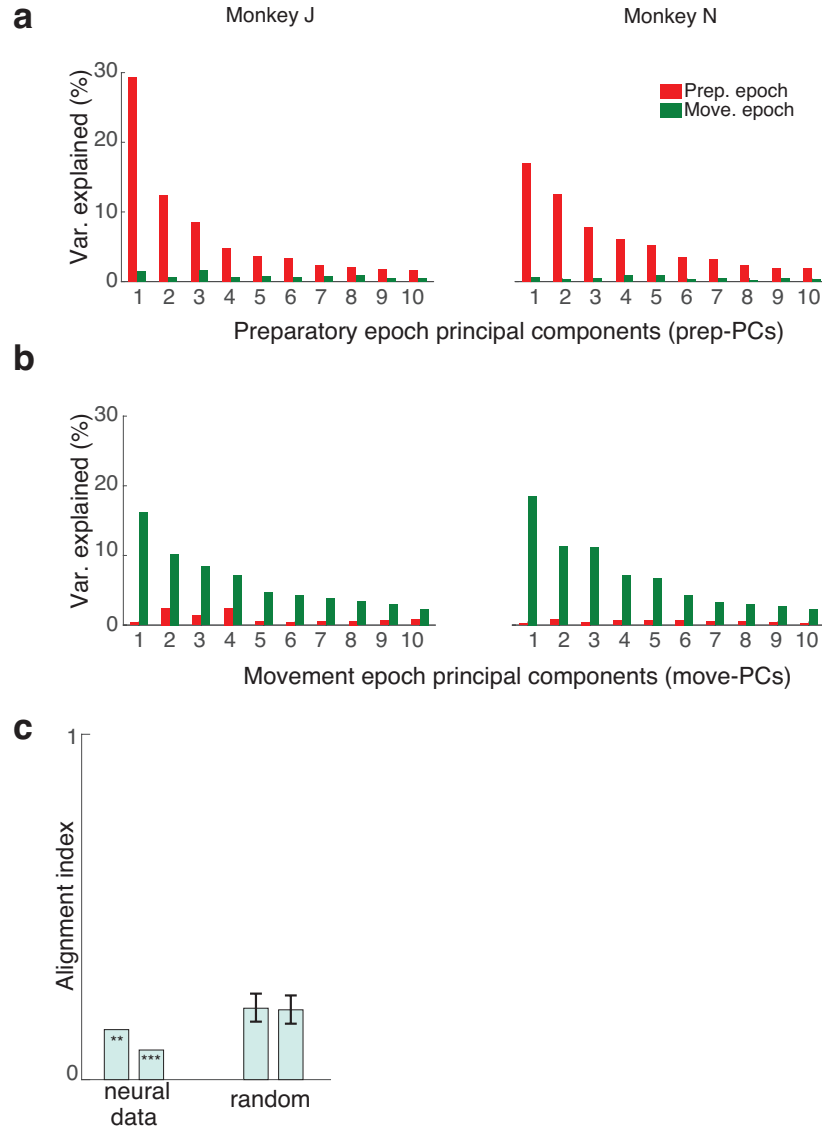 a
Monkey J
Monkey N
Var. explained (%)
30
20
10
0
Prep. epoch
Move. epoch
1 2 3 4 5 6 7 8 9 10
1 2 3 4 5 6 7 8 9 10
Preparatory epoch principal components (prep-PCs)
b
Var. explained (%)
30
20
10
0
1 2 3 4 5 6 7 8 9 10
1 2 3 4 5 6 7 8 9 10
Movement epoch principal components (move-PCs)
c
Alignment index
1
0
**
***
neural
data
random